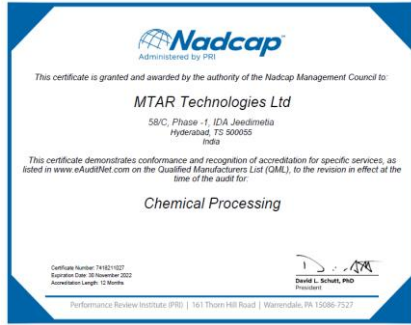 Nadcap
Administered by PRI
This certificate is granted and awarded by the authority of the Nadcap Management Council to:
MTAR Technologies Ltd
58/C, Phase -1, IDA Jeedimetla
Hyderabad, TS 500055
India
This certificate demonstrates conformance and recognition of accreditation for specific services, as
listed in www.eAuditNet.com on the Qualified Manufacturers List (QML), to the revision in effect at the
time of the audit for:
Chemical Processing
Certificate Number: 7418211027
Expiration Date: 30 November 2022
Accreditation Length: 12 Months
David L. Schutt, PhD
President
Performance Review Institute (PRI) | 161 Thorn Hill Road | Warrendale, PA 15086-7527